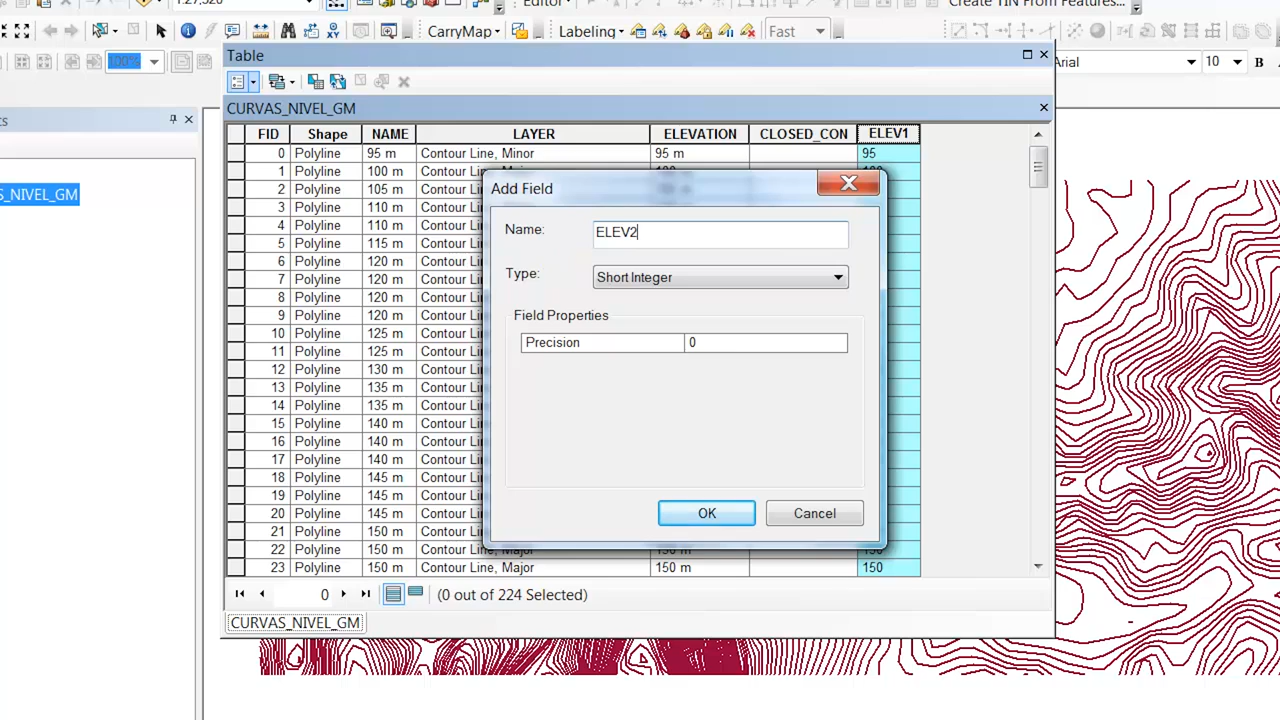 1:27,520
Editor
Create TIN From Features...
CarryMap
Labeling
Fast
Table
100%
Arial
10
B
CURVAS_NIVEL_GM
FID Shape NAME LAYER ELEVATION CLOSED_CON ELEV1
0 Polyline 95 m Contour Line, Minor 95 m 95
1 Polyline 100 m
2 Polyline 105 m Contour Li
S_NIVEL_GM
3 Polyline 110 m Contour Li
4 Polyline 110 m Contour Li
5 Polyline 115 m Contour Li
6 Polyline 120 m Contour Li
7 Polyline 120 m Contour Li
8 Polyline 120 m Contour Li
9 Polyline 120 m Contour Li
10 Polyline 125 m Contour Li
11 Polyline 125 m Contour Li
12 Polyline 130 m Contour Li
13 Polyline 135 m Contour Li
14 Polyline 135 m Contour Li
15 Polyline 140 m Contour Li
16 Polyline 140 m Contour Li
17 Polyline 140 m Contour Li
18 Polyline 145 m Contour Li
19 Polyline 145 m Contour Li
20 Polyline 145 m Contour Li
21 Polyline 150 m Contour Li
22 Polyline 150 m Contour Line, Major 150 m 150
23 Polyline 150 m Contour Line, Major 150 m 150
Add Field
Name: ELEV2
Type: Short Integer
Field Properties
Precision 0
OK Cancel
0 (0 out of 224 Selected)
CURVAS_NIVEL_GM